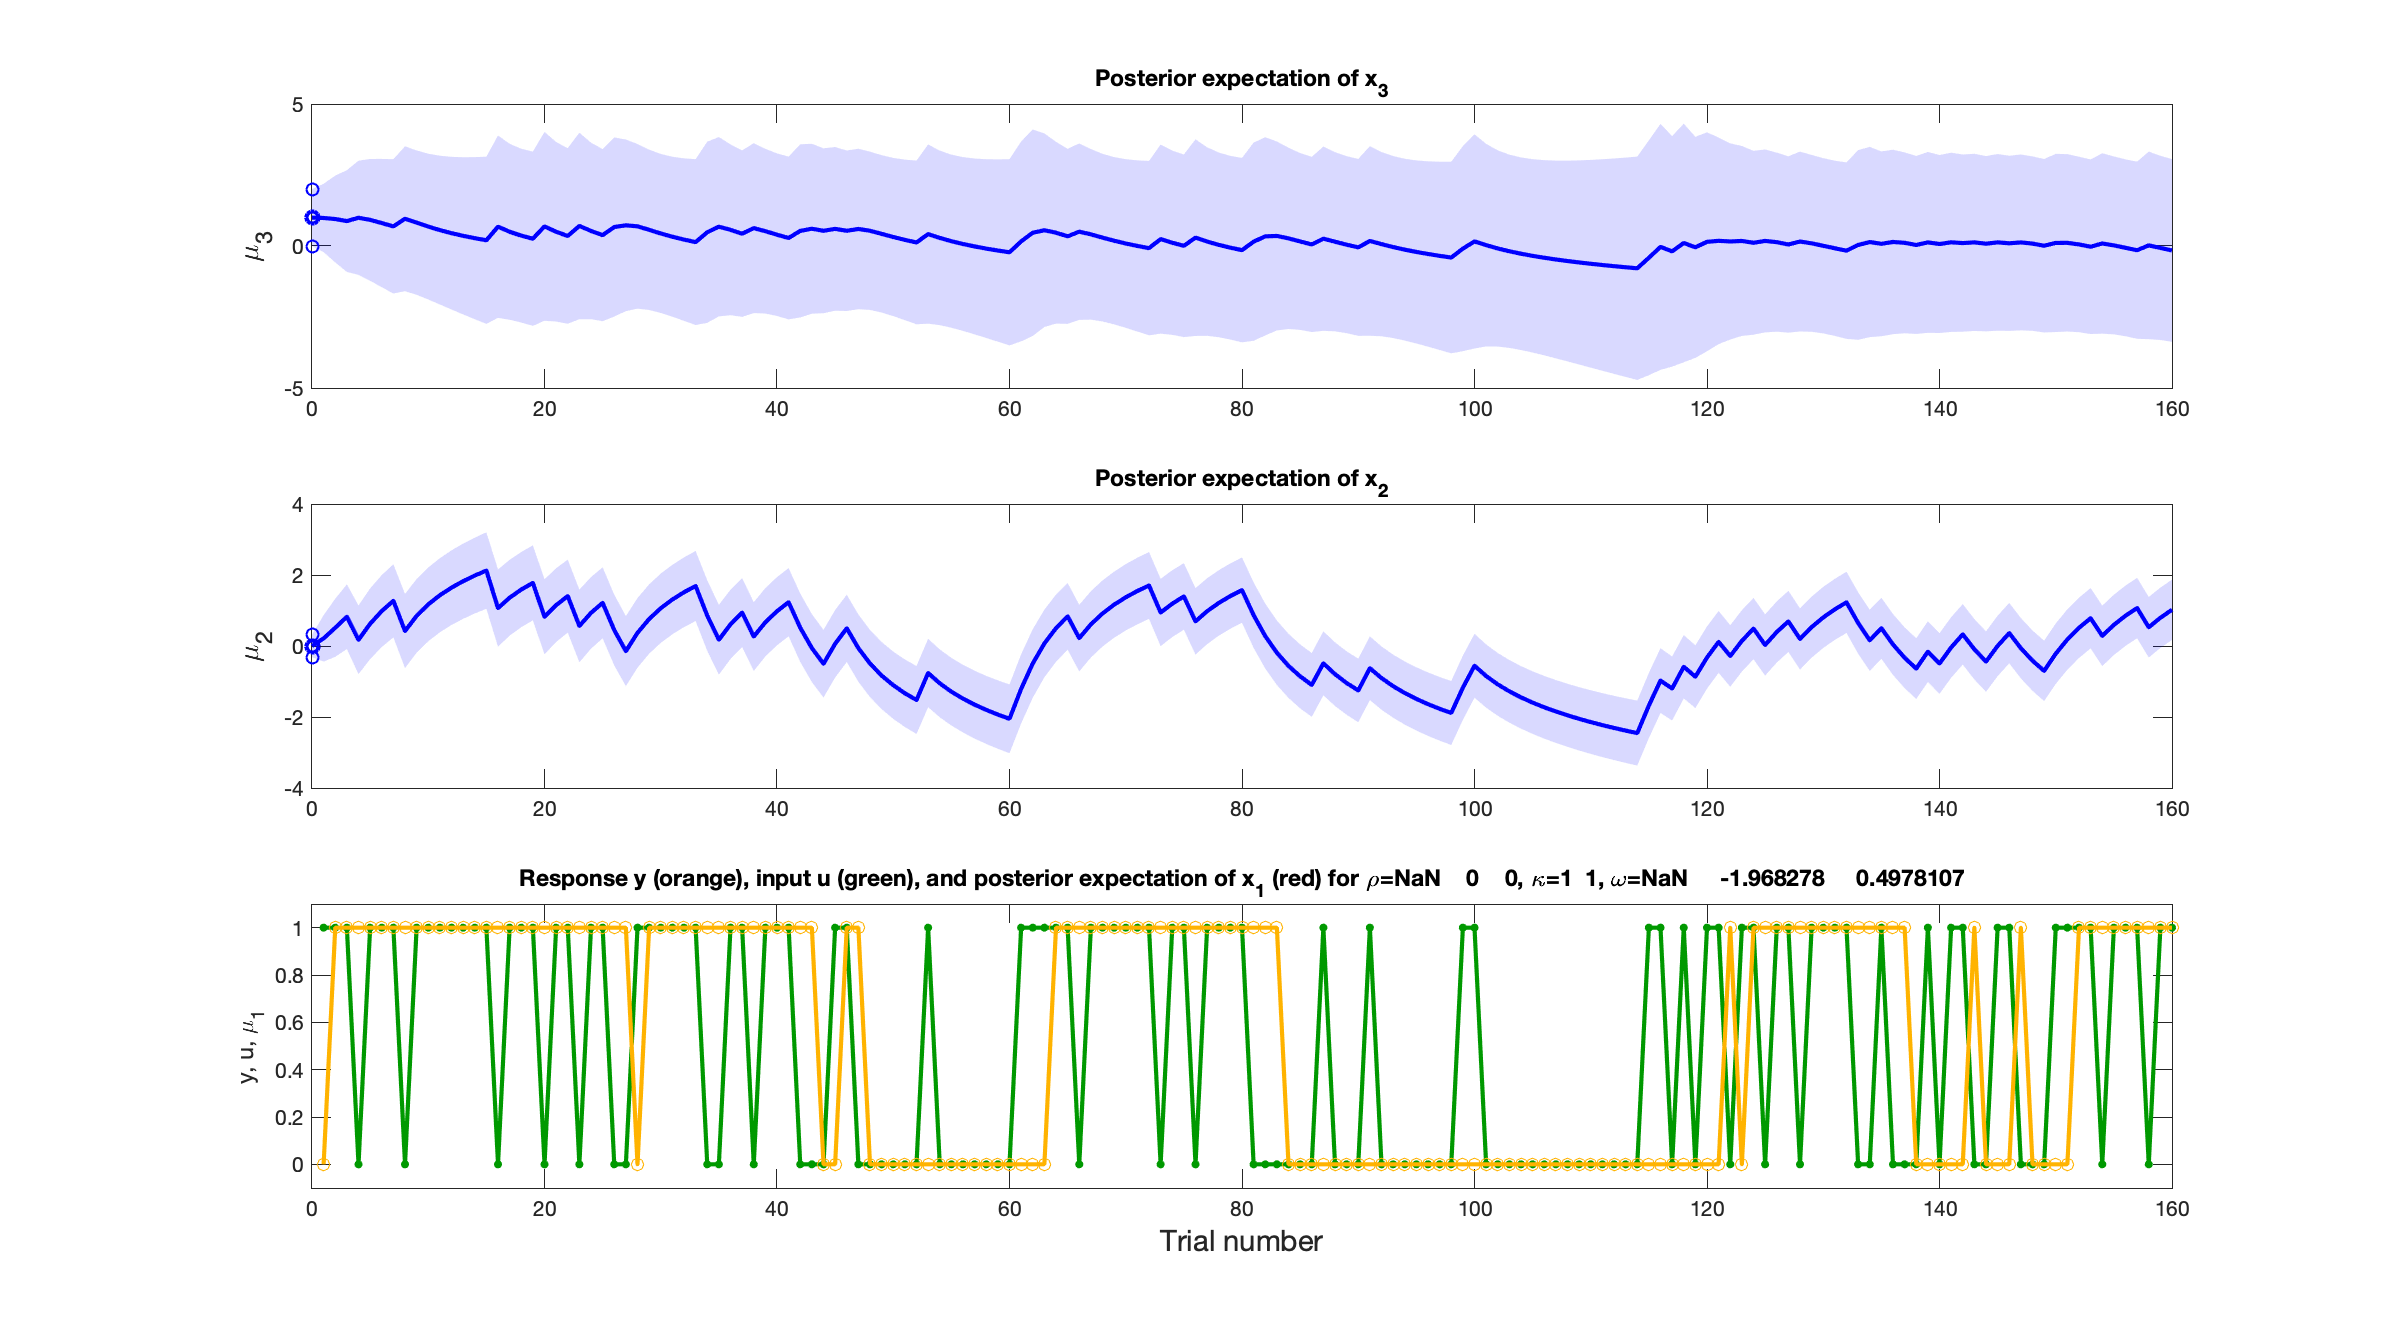 Posterior expectation of x3
5
0
-5
μ3
0 20 40 60 80 100 120 140 160
Posterior expectation of x2
4
2
0
-2
-4
μ2
0 20 40 60 80 100 120 140 160
Response y (orange), input u (green), and posterior expectation of x1 (red) for ρ=NaN 0 0, κ=1 1, ω=NaN -1.968278 0.4978107
1
0.8
0.6
0.4
0.2
0
y, u, μ1
0 20 40 60 80 100 120 140 160
Trial number